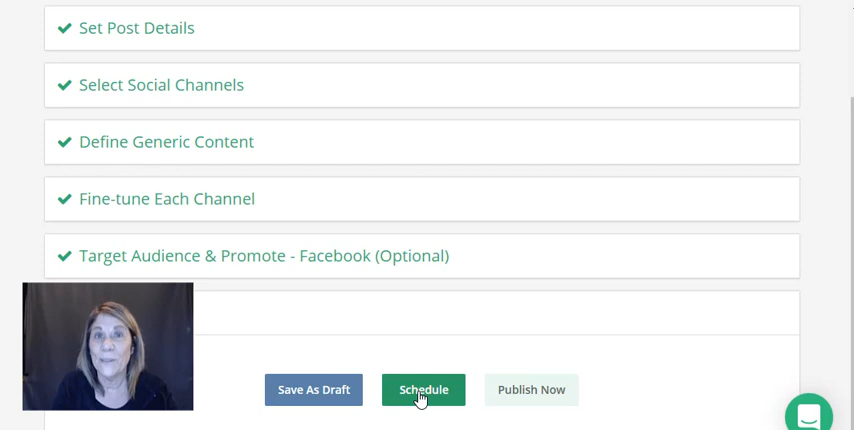 Set Post Details
Select Social Channels
Define Generic Content
Fine-tune Each Channel
Target Audience & Promote - Facebook (Optional)
Save As Draft Schedule Publish Now